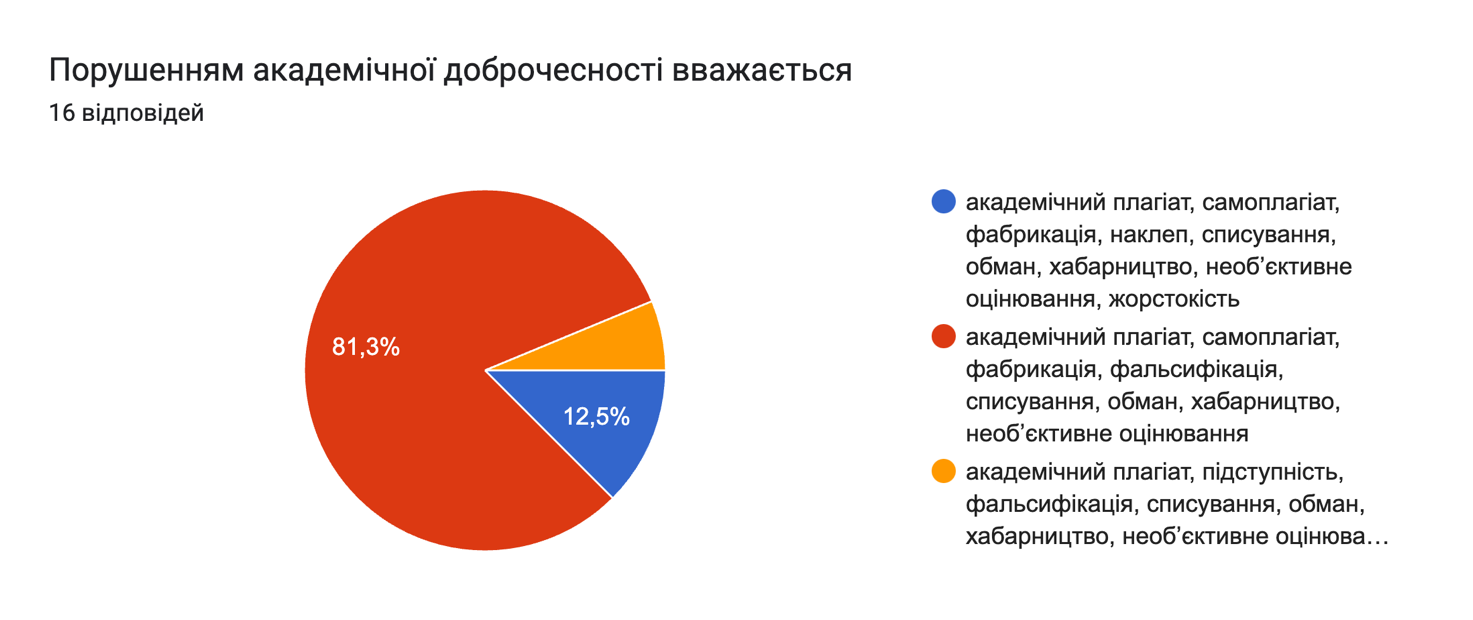 Порушенням академічної доброчесності вважається
16 відповідей
81,3%
12,5%
академічний плагіат, самоплагіат,
фабрикація, наклеп, списування,
обман, хабарництво, необ’єктивне
оцінювання, жорстокість
академічний плагіат, самоплагіат,
фабрикація, фальсифікація,
списування, обман, хабарництво,
необ’єктивне оцінювання
академічний плагіат, підступність,
фальсифікація, списування, обман,
хабарництво, необ’єктивне оцінюва…